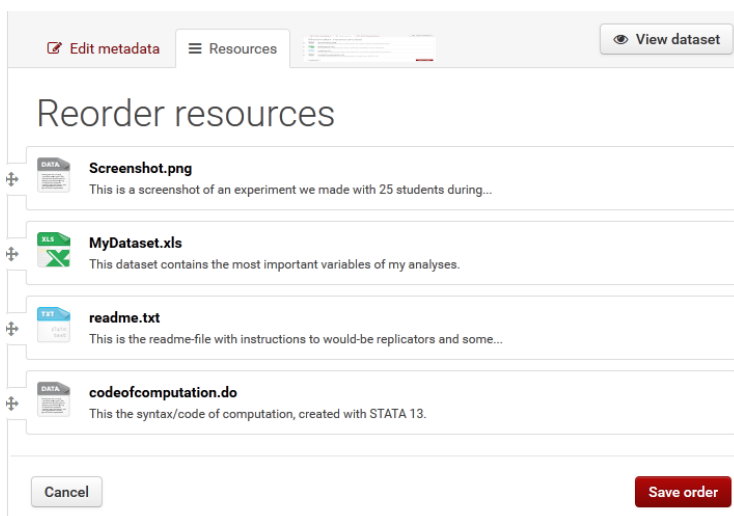 Edit metadata
Resources
View dataset
Reorder resources
DATA
Screenshot.png
This is a screenshot of an experiment we made with 25 students during...
XLS
MyDataset.xls
This dataset contains the most important variables of my analyses.
TXT
readme.txt
This is the readme-file with instructions to would-be replicators and some...
DATA
codeofcomputation.do
This the syntax/code of computation, created with STATA 13.
Cancel
Save order